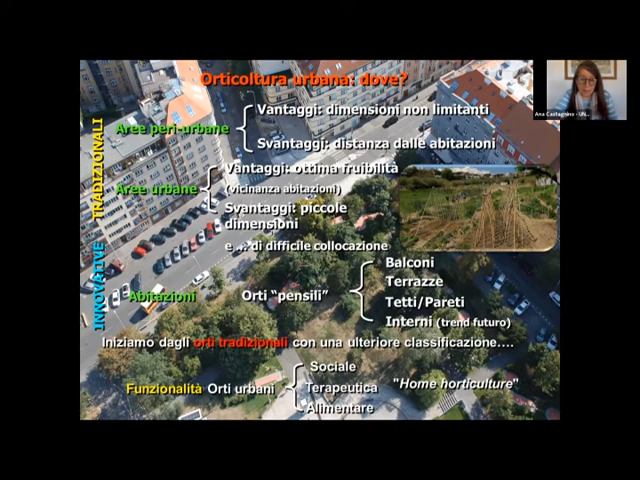 Orticoltura urbana: dove?
TRADIZIONALI
Aree peri-urbane
Vantaggi: dimensioni non limitanti
Svantaggi: distanza dalle abitazioni
Aree urbane
Vantaggi: ottima fruibilità
(vicinanza abitazioni)
Svantaggi: piccole
dimensioni
e… di difficile collocazione
INNOVATIVE
Abitazioni
Orti “pensili”
Balconi
Terrazze
Tetti/Pareti
Interni (trend futuro)
Iniziamo dagli orti tradizionali con una ulteriore classificazione….
Funzionalità Orti urbani
Sociale
Terapeutica
Alimentare
"Home horticulture"
Ana Castagnino - UN...